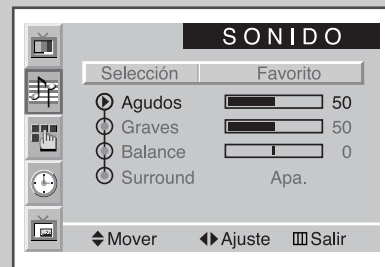 SONIDO
Selección Favorito
Agudos 50
Graves 50
Balance 0
Surround Apa.
Mover Ajuste Salir